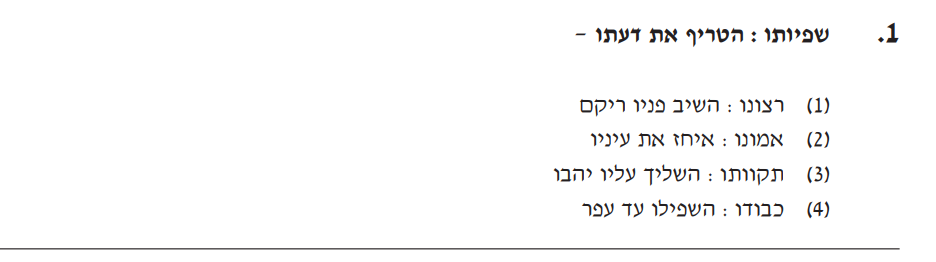 1. שפיותו : הטריף את דעתו –
(1) רצונו : השיב פניו ריקם
(2) אמונו : איחז את עיניו
(3) תקוותו : השליך עליו יהבו
(4) כבודו : השפילו עד עפר